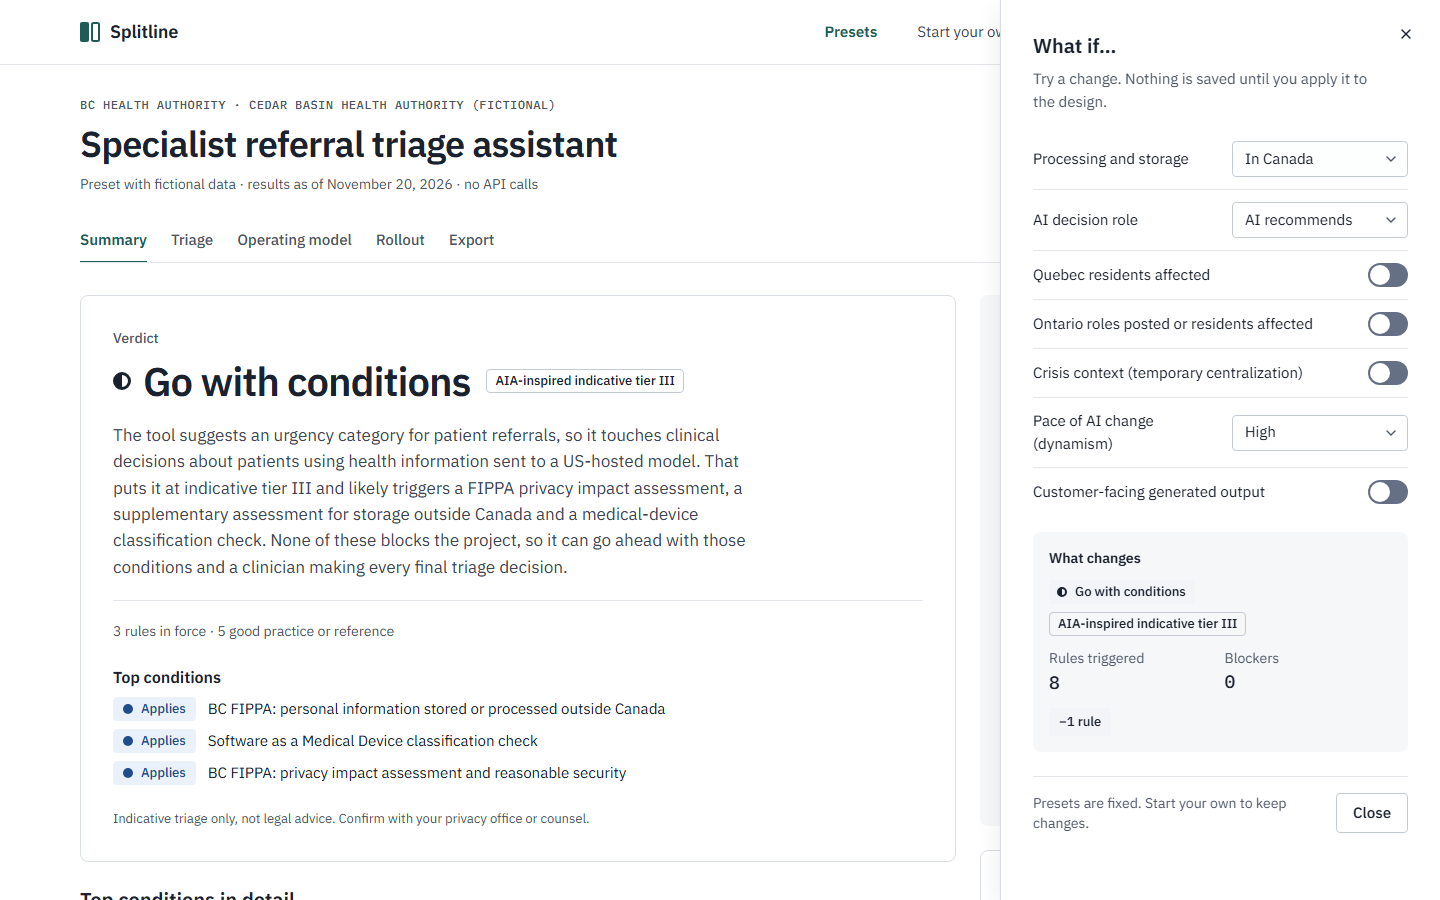 Splitline
Presets
Start your ow
BC HEALTH AUTHORITY · CEDAR BASIN HEALTH AUTHORITY (FICTIONAL)
Specialist referral triage assistant
Preset with fictional data · results as of November 20, 2026 · no API calls
Summary
Triage
Operating model
Rollout
Export
Verdict
Go with conditions
AIA-inspired indicative tier III
The tool suggests an urgency category for patient referrals, so it touches clinical
decisions about patients using health information sent to a US-hosted model. That
puts it at indicative tier III and likely triggers a FIPPA privacy impact assessment, a
supplementary assessment for storage outside Canada and a medical-device
classification check. None of these blocks the project, so it can go ahead with those
conditions and a clinician making every final triage decision.
3 rules in force · 5 good practice or reference
Top conditions
Applies BC FIPPA: personal information stored or processed outside Canada
Applies Software as a Medical Device classification check
Applies BC FIPPA: privacy impact assessment and reasonable security
Indicative triage only, not legal advice. Confirm with your privacy office or counsel.
Top conditions in detail
What if...
Try a change. Nothing is saved until you apply it to
the design.
Processing and storage
In Canada
AI decision role
AI recommends
Quebec residents affected
Ontario roles posted or residents affected
Crisis context (temporary centralization)
Pace of AI change
(dynamism)
High
Customer-facing generated output
What changes
Go with conditions
AIA-inspired indicative tier III
Rules triggered
8
Blockers
0
−1 rule
Presets are fixed. Start your own to keep
changes.
Close